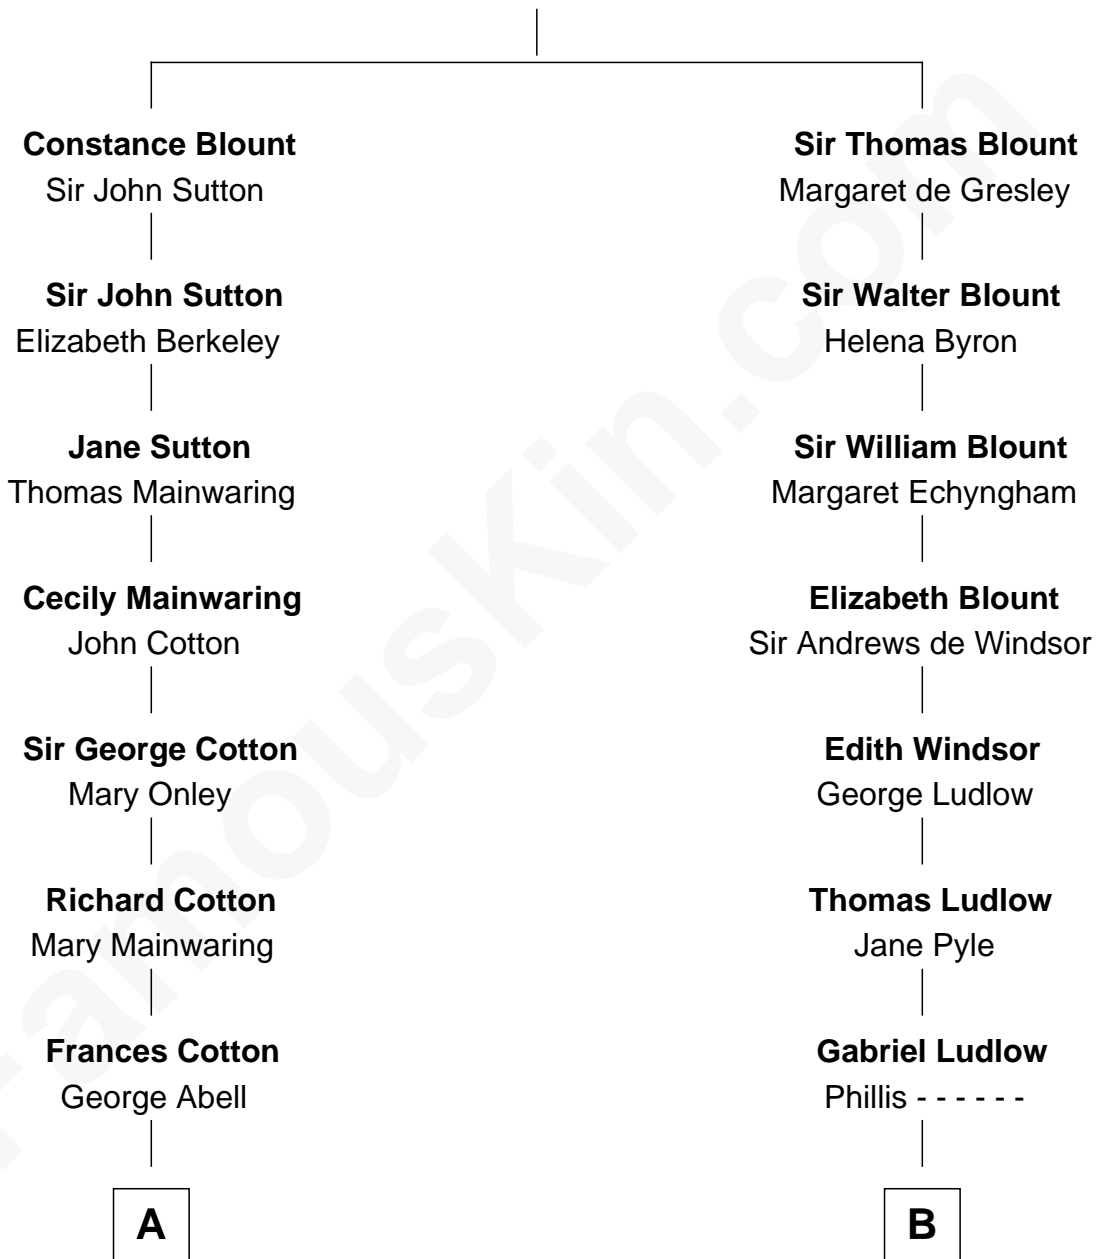 Constance Blount
Sir John Sutton
Sir John Sutton
Elizabeth Berkeley
Jane Sutton
Thomas Mainwaring
Cecily Mainwaring
John Cotton
Sir George Cotton
Mary Onley
Richard Cotton
Mary Mainwaring
Frances Cotton
George Abell
A
Sir Thomas Blount
Margaret de Gresley
Sir Walter Blount
Helena Byron
Sir William Blount
Margaret Echyngham
Elizabeth Blount
Sir Andrews de Windsor
Edith Windsor
George Ludlow
Thomas Ludlow
Jane Pyle
Gabriel Ludlow
Phillis - - - - - -
B
FamousKin.com